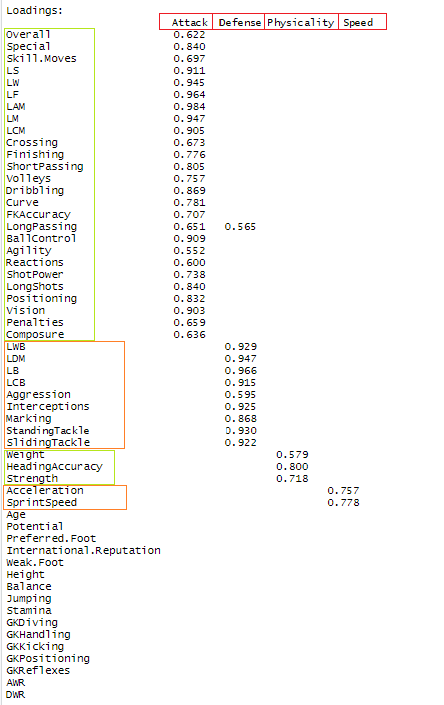 Loadings:
Attack Defense Physicality Speed
Overall 0.622
Special 0.840
Skill.Moves 0.697
LS 0.911
LW 0.945
LF 0.964
LAM 0.984
LM 0.947
LCM 0.905
Crossing 0.673
Finishing 0.776
ShortPassing 0.805
Volleys 0.757
Dribbling 0.869
Curve 0.781
FKAccuracy 0.707
LongPassing 0.651 0.565
BallControl 0.909
Agility 0.552
Reactions 0.600
ShotPower 0.738
LongShots 0.840
Positioning 0.832
Vision 0.903
Penalties 0.659
Composure 0.636
LWB 0.929
LDM 0.947
LB 0.966
LCB 0.915
Aggression 0.595
Interceptions 0.925
Marking 0.868
StandingTackle 0.930
SlidingTackle 0.922
Weight 0.579
HeadingAccuracy 0.800
Strength 0.718
Acceleration 0.757
SprintSpeed 0.778
Age
Potential
Preferred.Foot
International.Reputation
Weak.Foot
Height
Balance
Jumping
Stamina
GKDiving
GKHandling
GKKicking
GKPositioning
GKReflexes
AWR
DWR